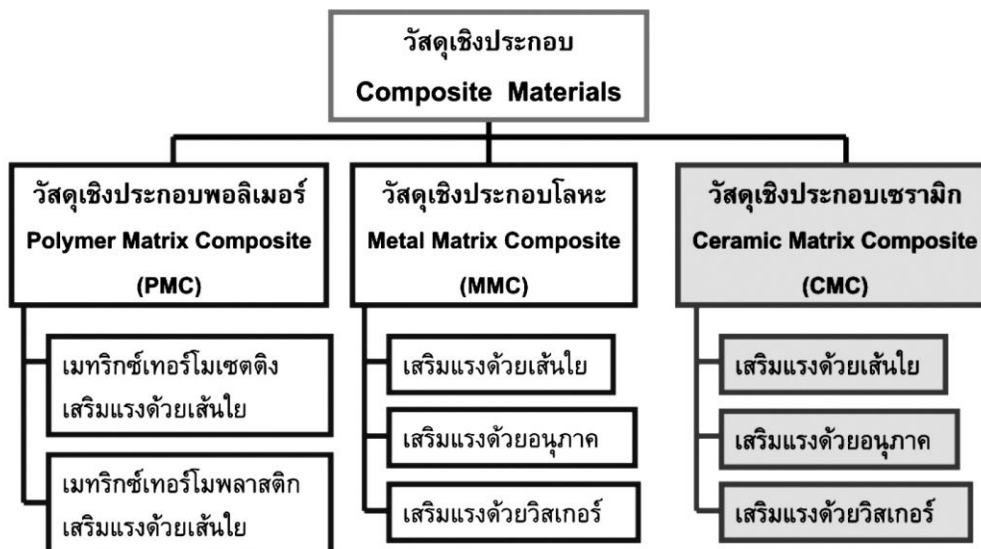 วัสดุเชิงประกอบ
Composite Materials
วัสดุเชิงประกอบพอลิเมอร์
Polymer Matrix Composite
(PMC)
เมทริกซ์เทอร์โมเซตติง
เสริมแรงด้วยเส้นใย
เมทริกซ์เทอร์โมพลาสติก
เสริมแรงด้วยเส้นใย
วัสดุเชิงประกอบโลหะ
Metal Matrix Composite
(MMC)
เสริมแรงด้วยเส้นใย
เสริมแรงด้วยอนุภาค
เสริมแรงด้วยวิสเกอร์
วัสดุเชิงประกอบเซรามิก
Ceramic Matrix Composite
(CMC)
เสริมแรงด้วยเส้นใย
เสริมแรงด้วยอนุภาค
เสริมแรงด้วยวิสเกอร์